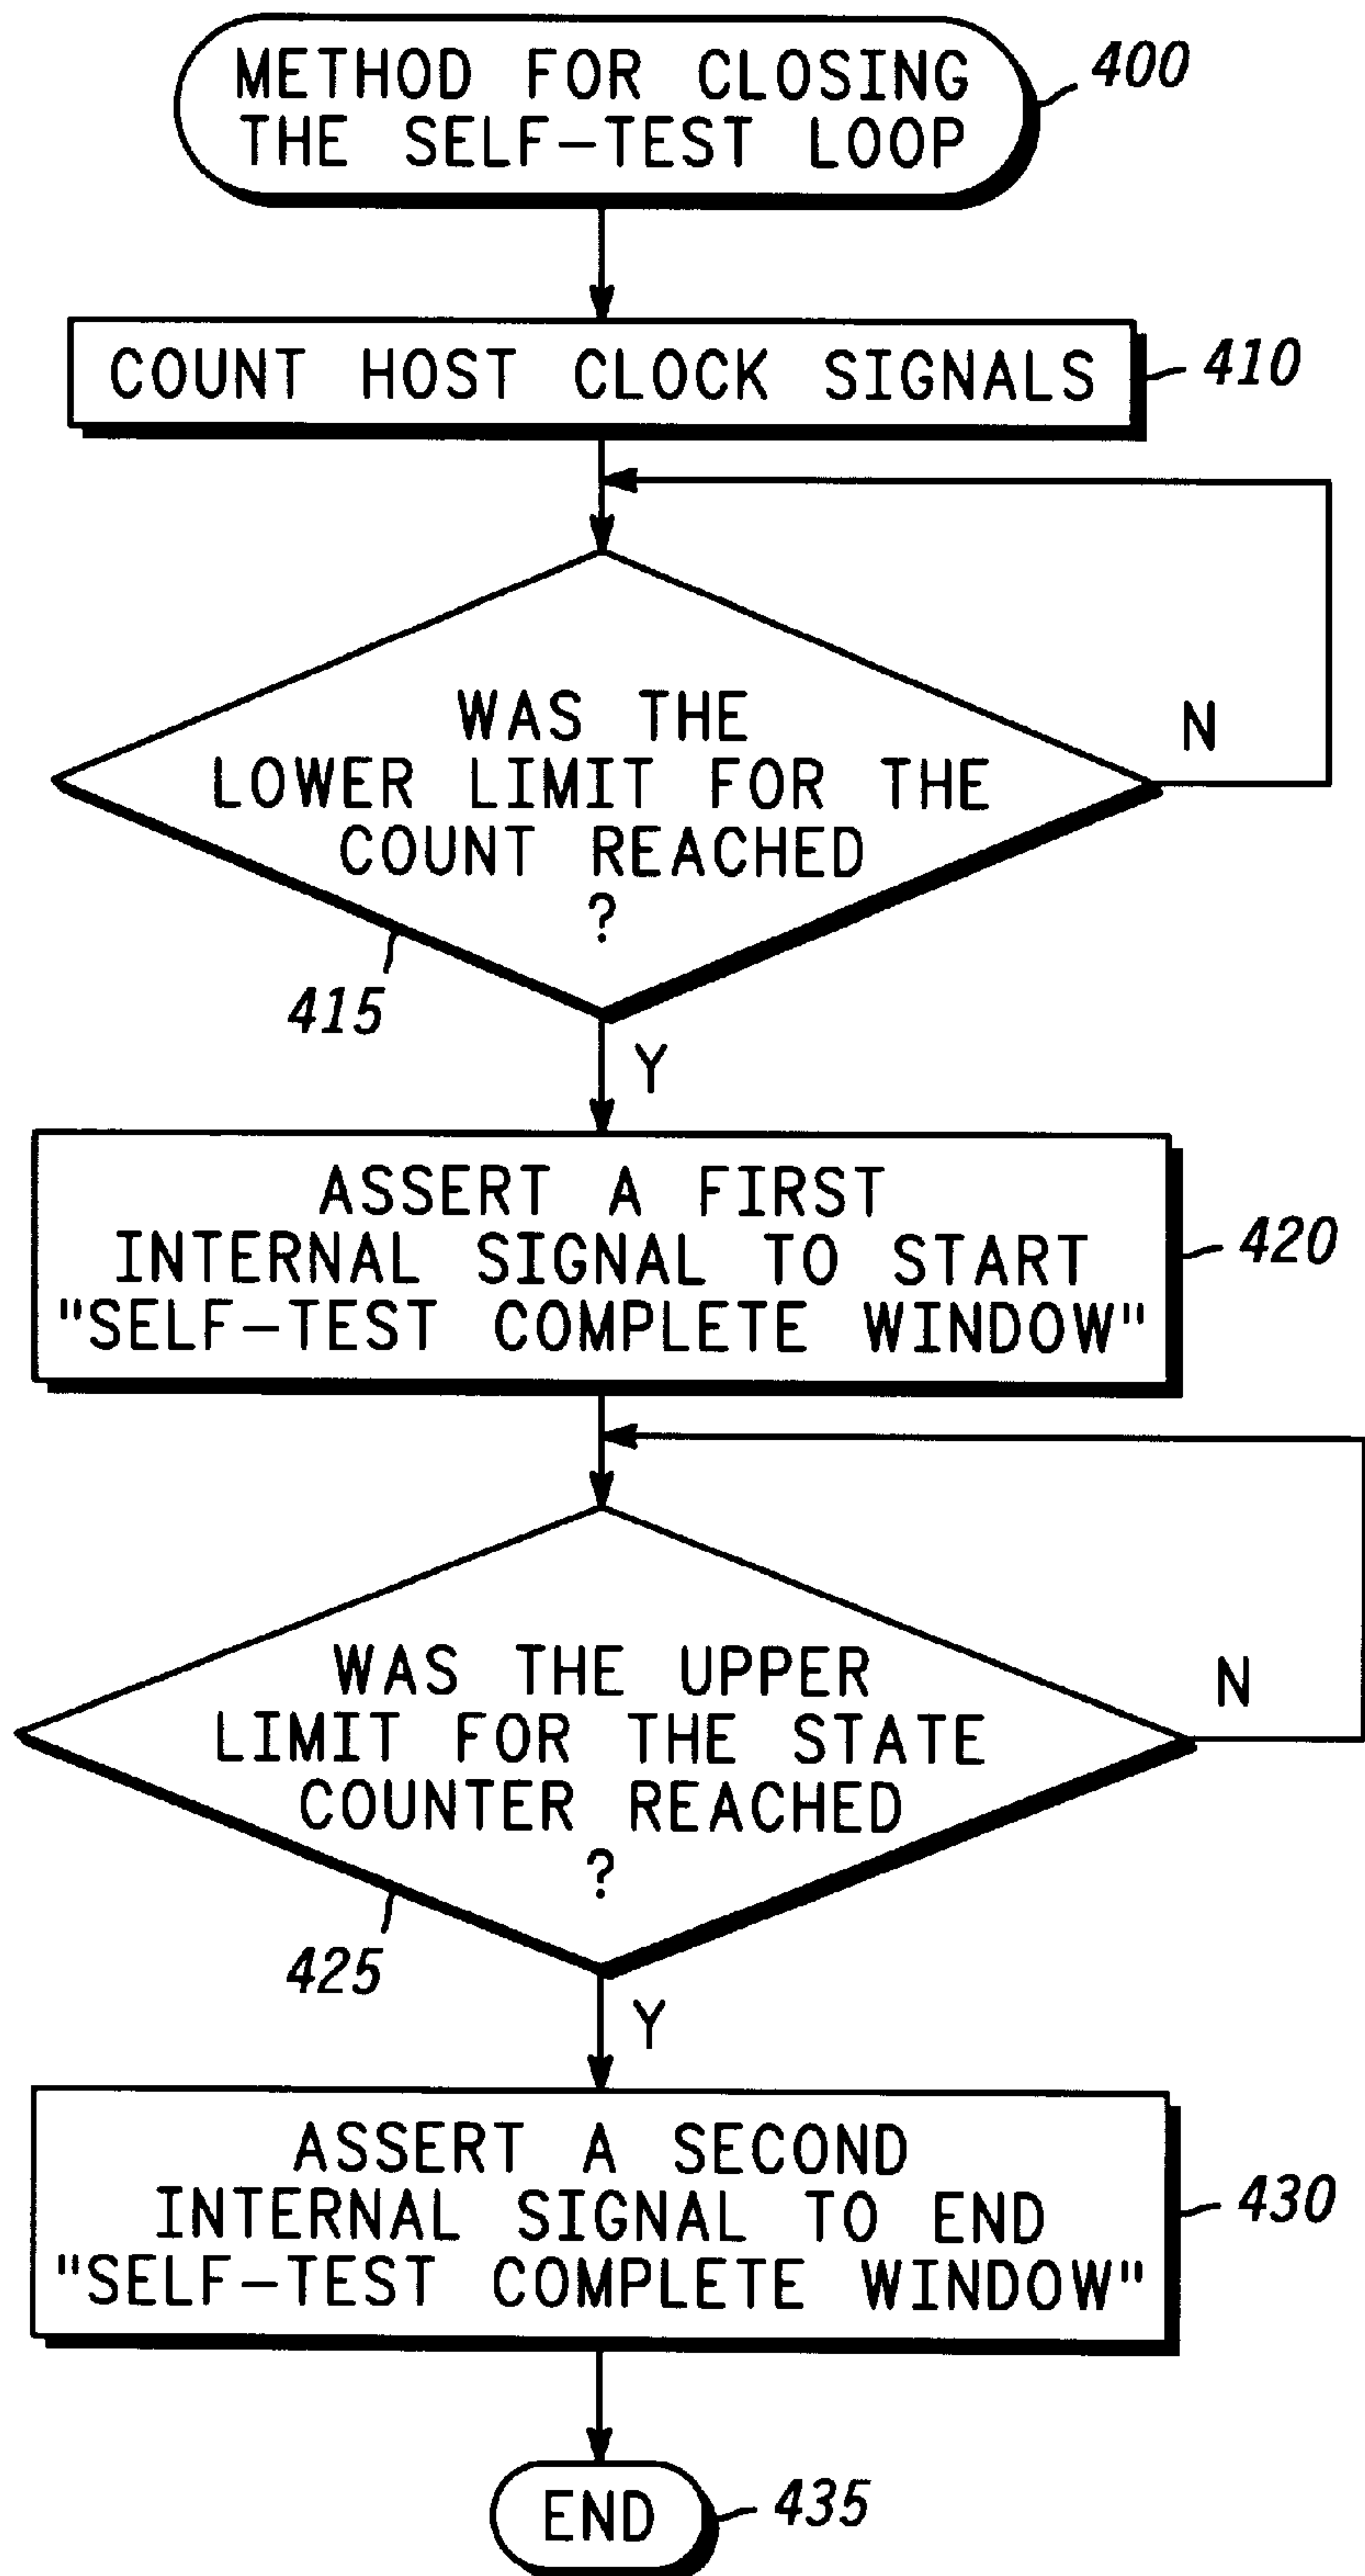 METHOD FOR CLOSING
THE SELF-TEST LOOP
400
COUNT HOST CLOCK SIGNALS
410
WAS THE
LOWER LIMIT FOR THE
COUNT REACHED
?
N
415
Y
ASSERT A FIRST
INTERNAL SIGNAL TO START
"SELF-TEST COMPLETE WINDOW"
420
WAS THE UPPER
LIMIT FOR THE STATE
COUNTER REACHED
?
N
425
Y
ASSERT A SECOND
INTERNAL SIGNAL TO END
"SELF-TEST COMPLETE WINDOW"
430
END
435